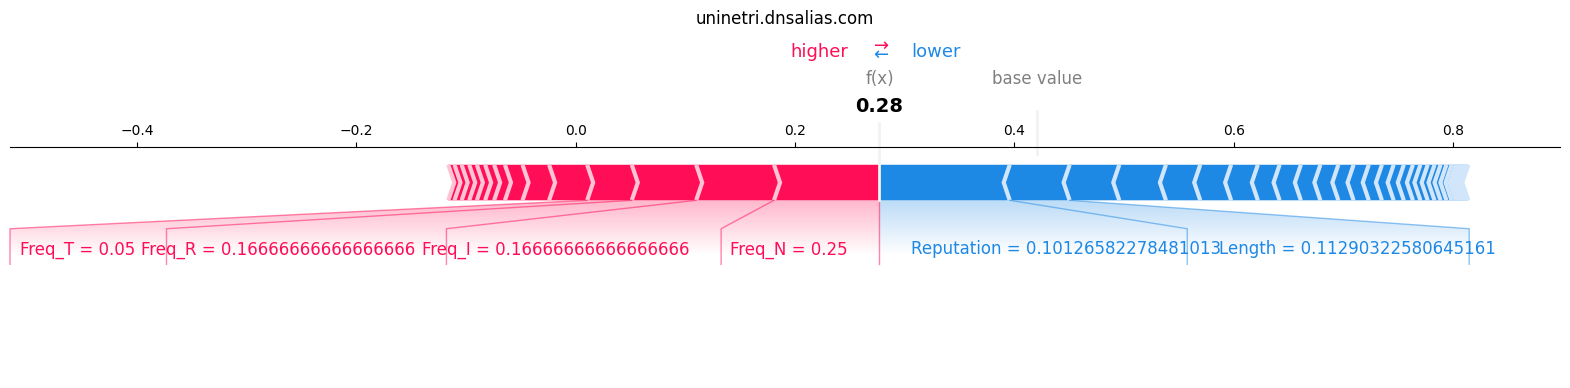 uninetri.dnsalias.com
higher → ← lower
f(x) base value
0.28
−0.4 −0.2 0.0 0.2 0.4 0.6 0.8
Freq_T = 0.05 Freq_R = 0.16666666666666666 Freq_I = 0.16666666666666666 Freq_N = 0.25 Reputation = 0.10126582278481013 Length = 0.11290322580645161